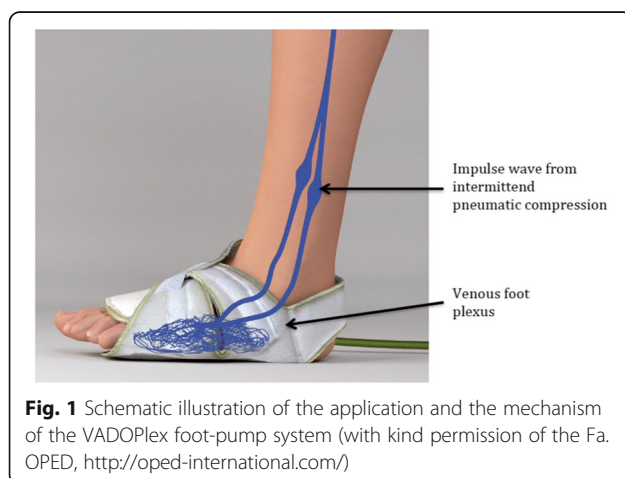 Impulse wave from
intermittend
pneumatic compression
Venous foot
plexus
Fig. 1 Schematic illustration of the application and the mechanism
of the VADOPlex foot-pump system (with kind permission of the Fa.
OPED, http://oped-international.com/)